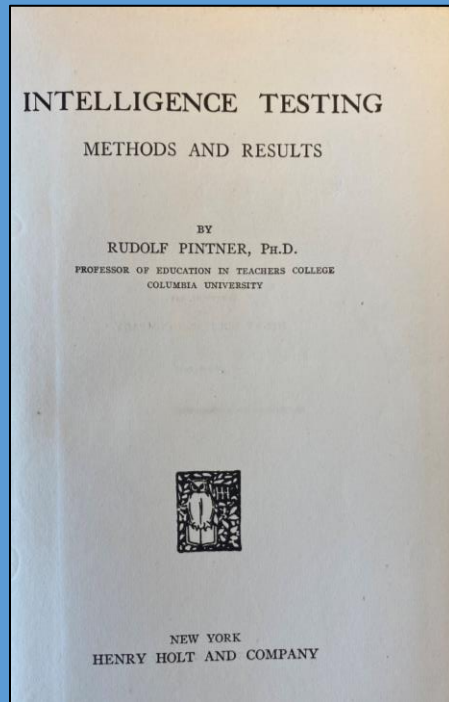 INTELLIGENCE TESTING
METHODS AND RESULTS
BY
RUDOLF PINTNER, PH.D.
PROFESSOR OF EDUCATION IN TEACHERS COLLEGE
COLUMBIA UNIVERSITY
NEW YORK
HENRY HOLT AND COMPANY